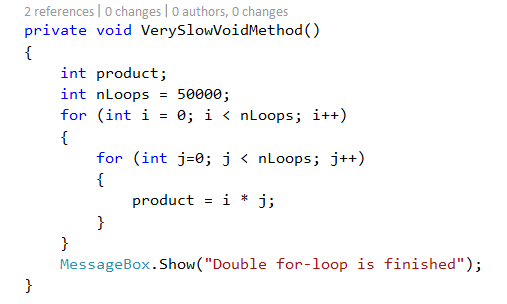 2 references | 0 changes | 0 authors, 0 changes
private void VerySlowVoidMethod()
{
    int product;
    int nLoops = 50000;
    for (int i = 0; i < nLoops; i++)
    {
        for (int j=0; j < nLoops; j++)
        {
            product = i * j;
        }
    }
    MessageBox.Show("Double for-loop is finished");
}